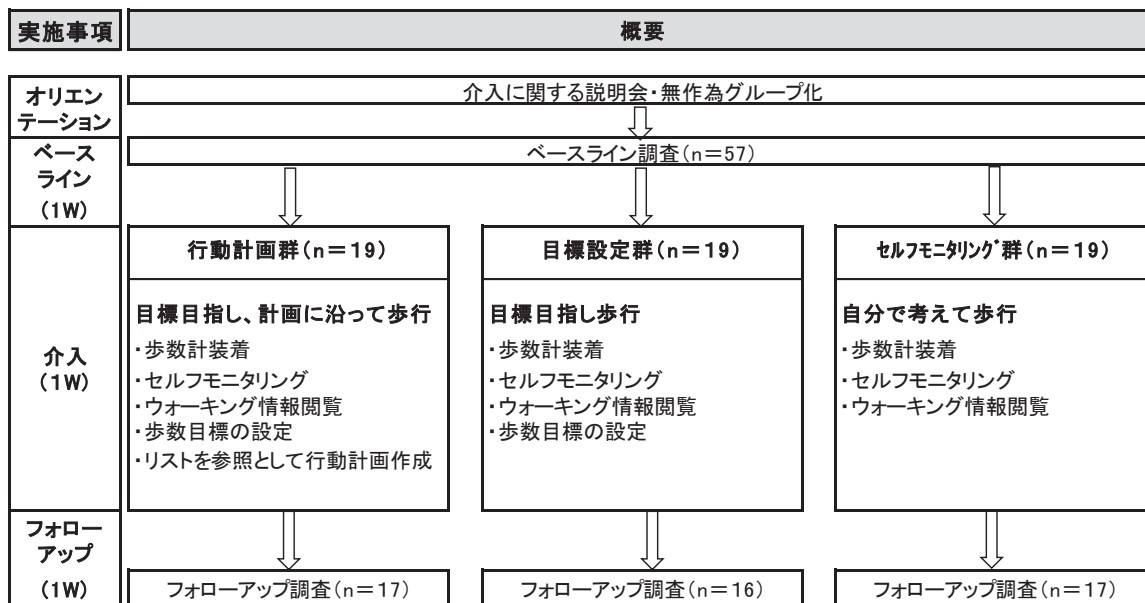 実施事項
概要
オリエン
テーション
介入に関する説明会・無作為グループ化
ベース
ライン
(1W)
ベースライン調査(n=57)
介入
(1W)
行動計画群(n=19)
目標目指し、計画に沿って歩行
・歩数計装着
・セルフモニタリング
・ウォーキング情報閲覧
・歩数目標の設定
・リストを参照として行動計画作成
目標設定群(n=19)
目標目指し歩行
・歩数計装着
・セルフモニタリング
・ウォーキング情報閲覧
・歩数目標の設定
セルフモニタリング群(n=19)
自分で考えて歩行
・歩数計装着
・セルフモニタリング
・ウォーキング情報閲覧
フォロー
アップ
(1W)
フォローアップ調査(n=17)
フォローアップ調査(n=16)
フォローアップ調査(n=17)